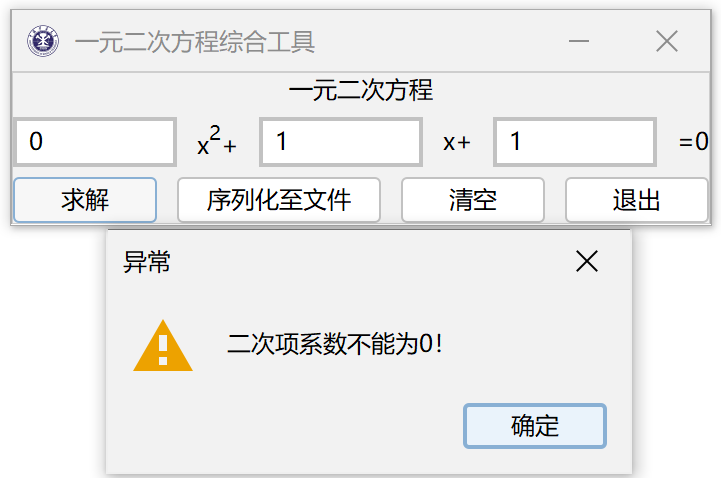 一元二次方程综合工具
一元二次方程
0 x²+ 1 x+ 1 =0
求解 序列化至文件 清空 退出
异常
二次项系数不能为0!
确定